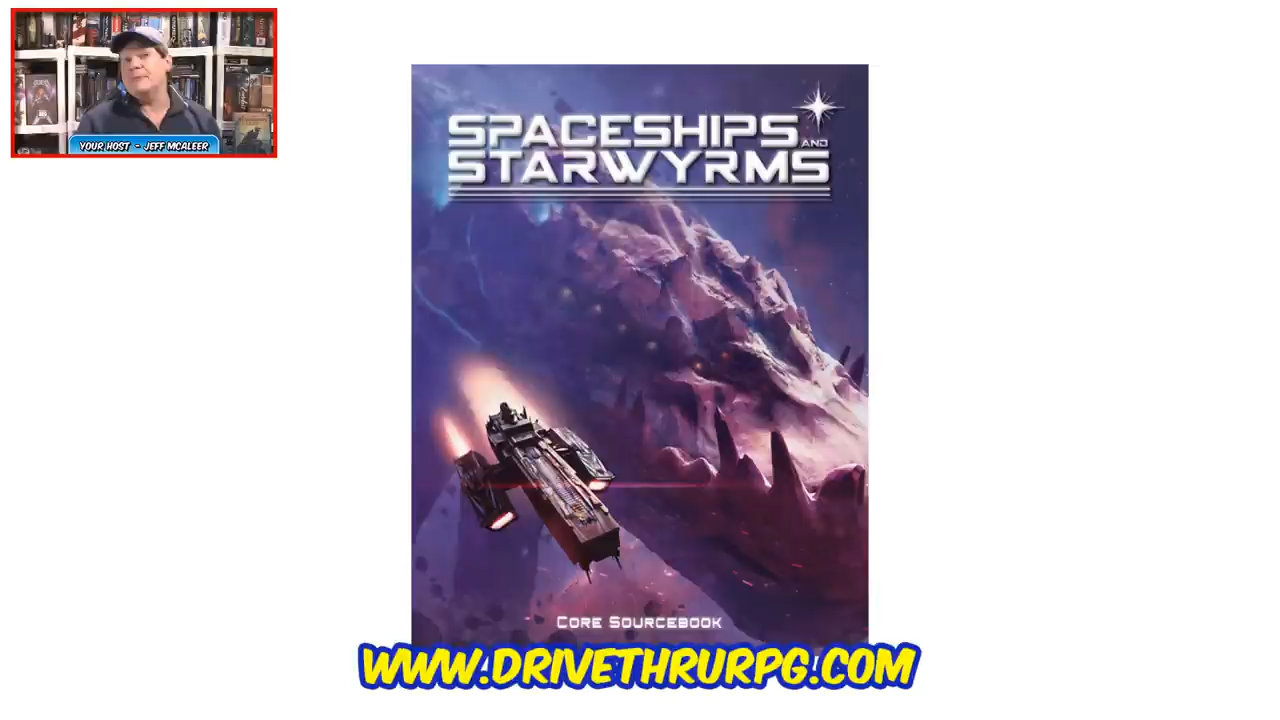 YOUR HOST - JEFF MCALEER
SPACESHIPS
AND
STARWYRMS
CORE SOURCEBOOK
WWW.DRIVETHRURPG.COM